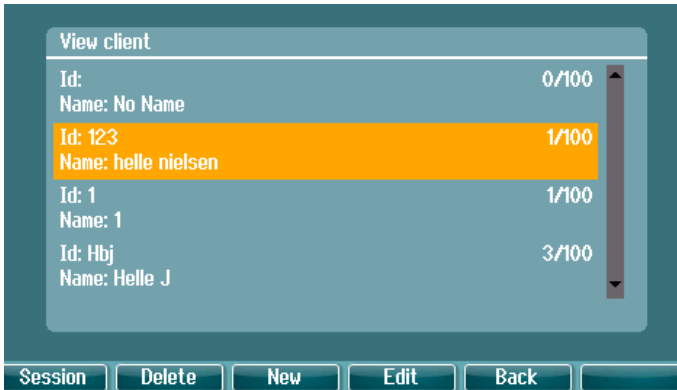 View client
Id: 0/100
Name: No Name
Id: 123 1/100
Name: helle nielsen
Id: 1 1/100
Name: 1
Id: Hbj 3/100
Name: Helle J
Session Delete New Edit Back